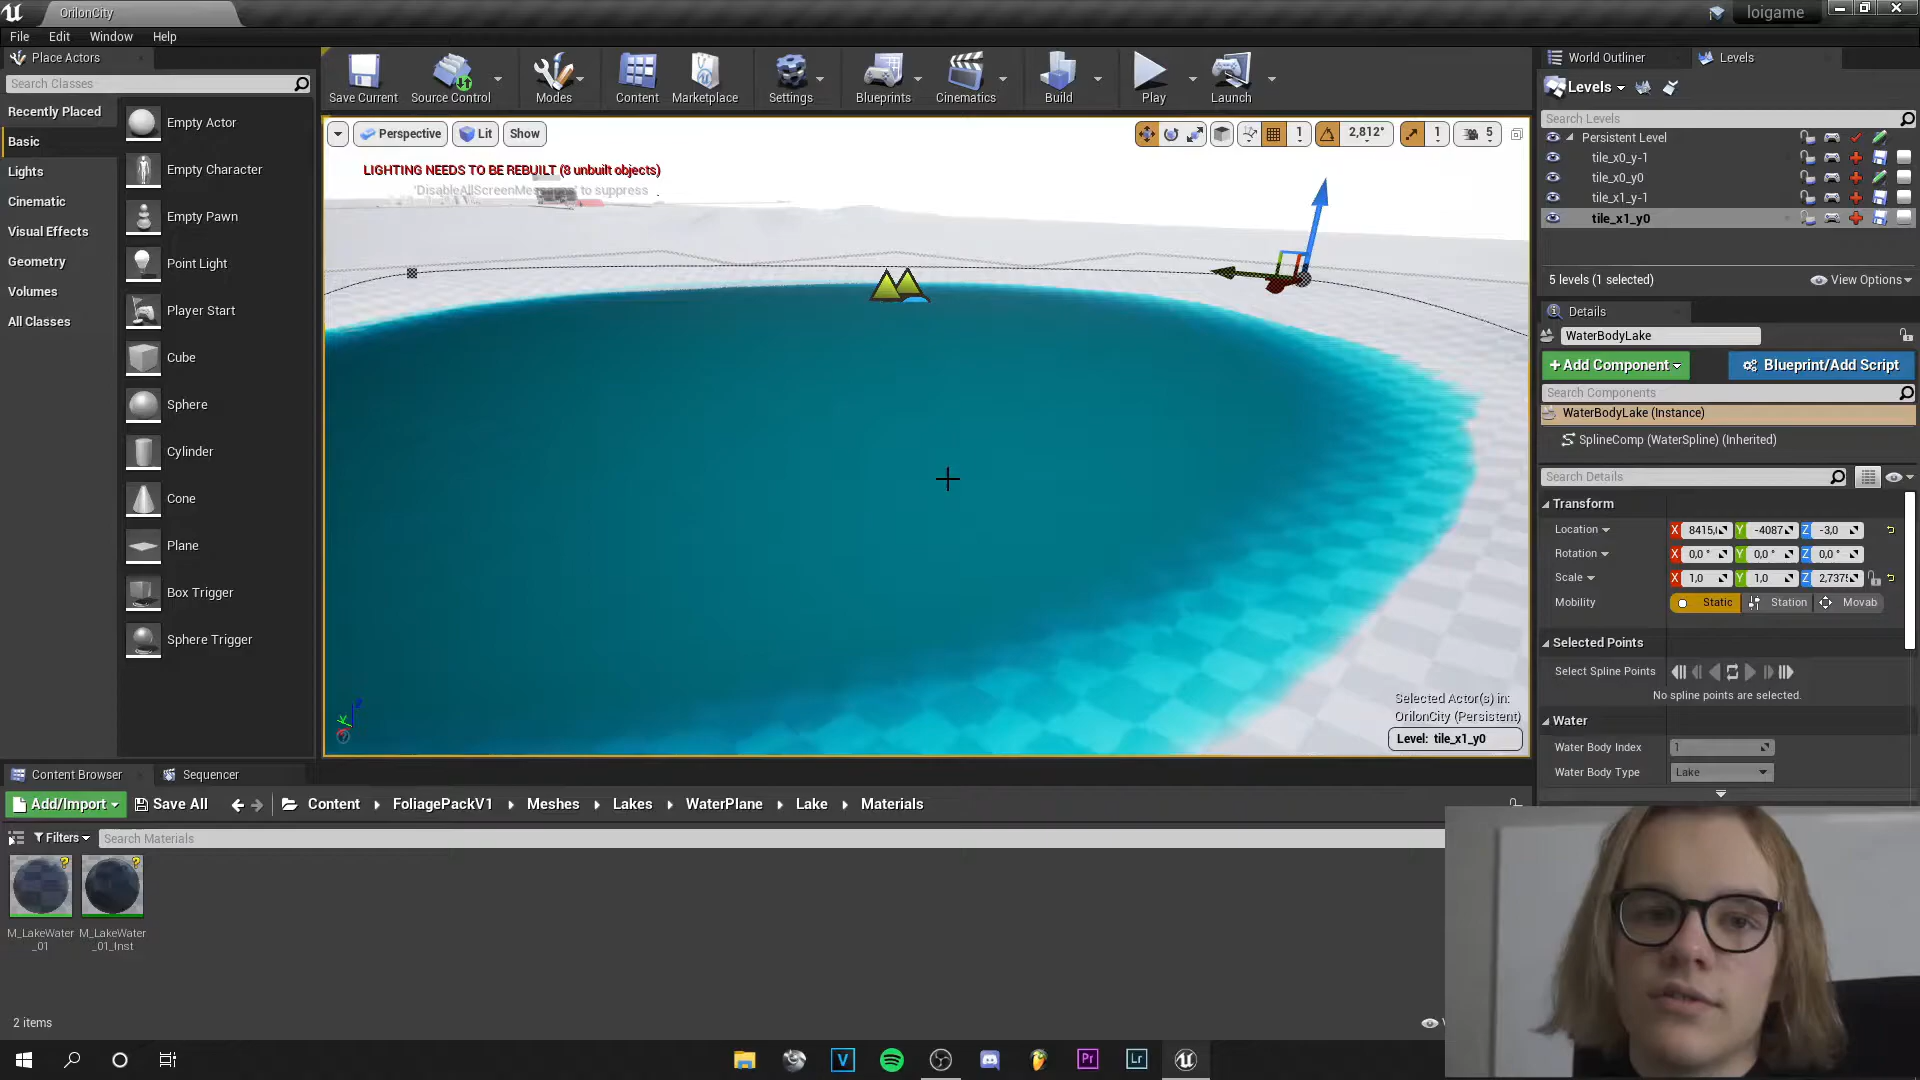 OrilonCity
loigame
File Edit Window Help
Place Actors
Search Classes
Recently Placed
Basic
Lights
Cinematic
Visual Effects
Geometry
Volumes
All Classes
Empty Actor
Empty Character
Empty Pawn
Point Light
Player Start
Cube
Sphere
Cylinder
Cone
Plane
Box Trigger
Sphere Trigger
Save Current Source Control Modes Content Marketplace Settings Blueprints Cinematics Build Play Launch
Perspective Lit Show
1 2,812° 1 5
LIGHTING NEEDS TO BE REBUILT (8 unbuilt objects)
to suppress
Selected Actor(s) in:
OrilonCity (Persistent)
Level: tile_x1_y0
World Outliner Levels
Levels
Search Levels
Persistent Level
tile_x0_y-1
tile_x0_y0
tile_x1_y-1
tile_x1_y0
5 levels (1 selected) View Options
Details
WaterBodyLake
+Add Component Blueprint/Add Script
Search Components
WaterBodyLake (Instance)
SplineComp (WaterSpline) (Inherited)
Search Details
Transform
Location X 8415, Y -4087 Z -3,0
Rotation X 0,0 ° Y 0,0 ° Z 0,0 °
Scale X 1,0 Y 1,0 Z 2,737
Mobility Static Station Movab
Selected Points
Select Spline Points
No spline points are selected.
Water
Water Body Index 1
Water Body Type Lake
Content Browser Sequencer
Add/Import Save All Content FoliagePackV1 Meshes Lakes WaterPlane Lake Materials
Filters Search Materials
M_LakeWater
_01
M_LakeWater
_01_Inst
2 items
V Pr Lr